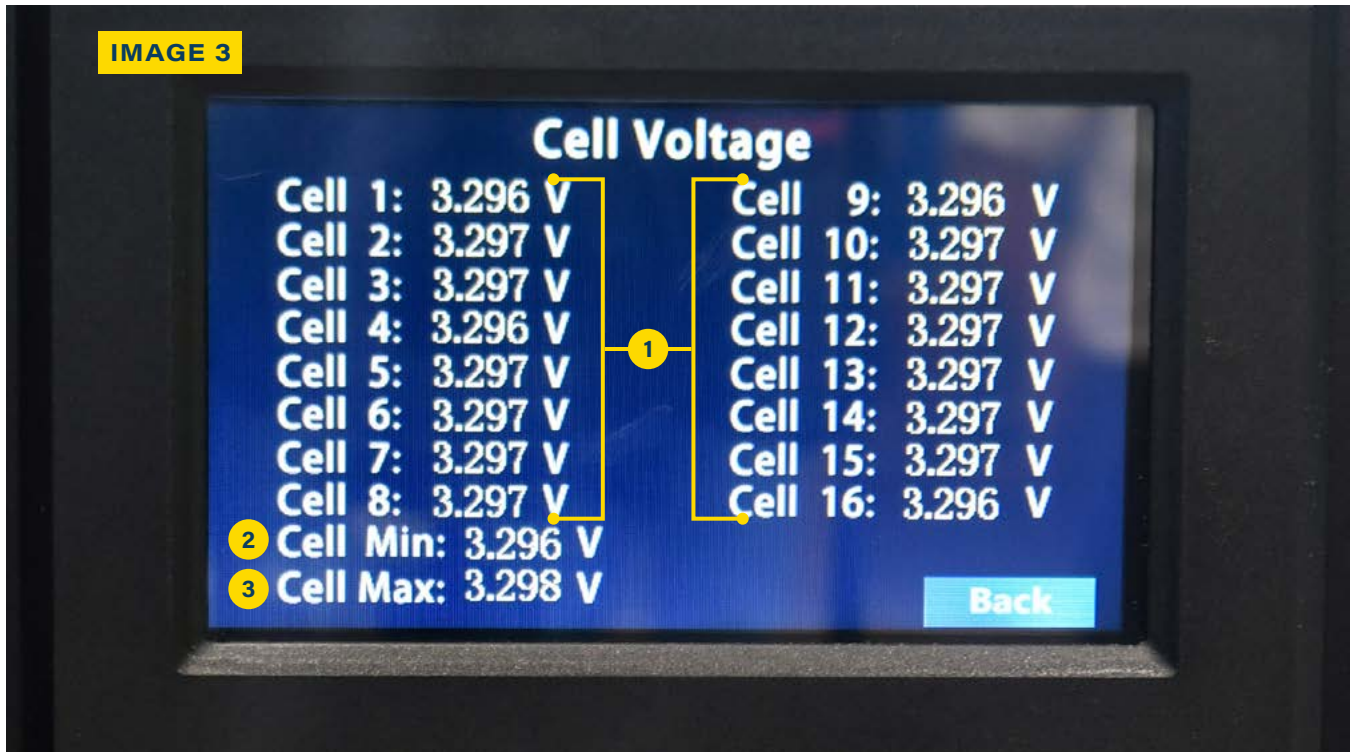 IMAGE 3
Cell Voltage
Cell 1: 3.296 V
Cell 2: 3.297 V
Cell 3: 3.297 V
Cell 4: 3.296 V
Cell 5: 3.297 V
Cell 6: 3.297 V
Cell 7: 3.297 V
Cell 8: 3.297 V
1
Cell 9: 3.296 V
Cell 10: 3.297 V
Cell 11: 3.297 V
Cell 12: 3.297 V
Cell 13: 3.297 V
Cell 14: 3.297 V
Cell 15: 3.297 V
Cell 16: 3.296 V
2 Cell Min: 3.296 V
3 Cell Max: 3.298 V
Back